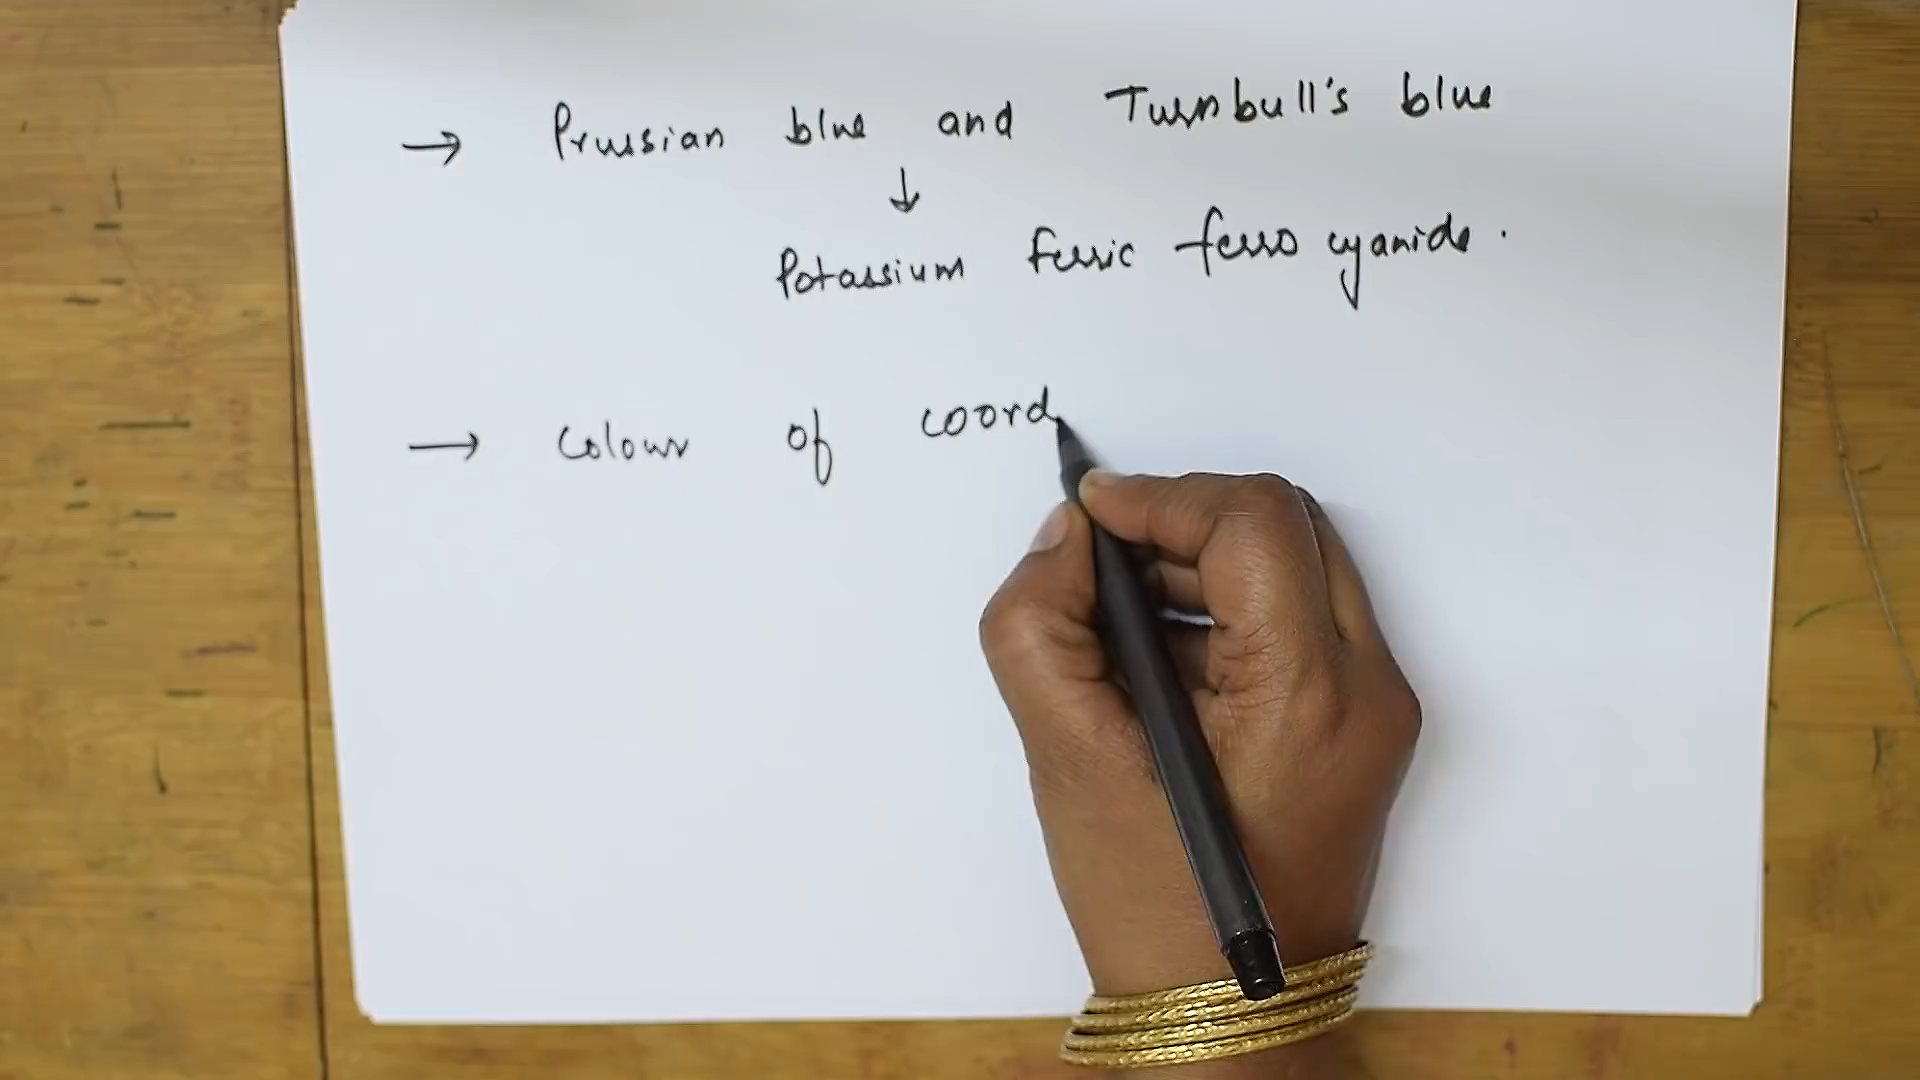 → Prussian blue and Turnbull's blue
↓
Potassium ferric ferro cyanide.
→ Colour of coord